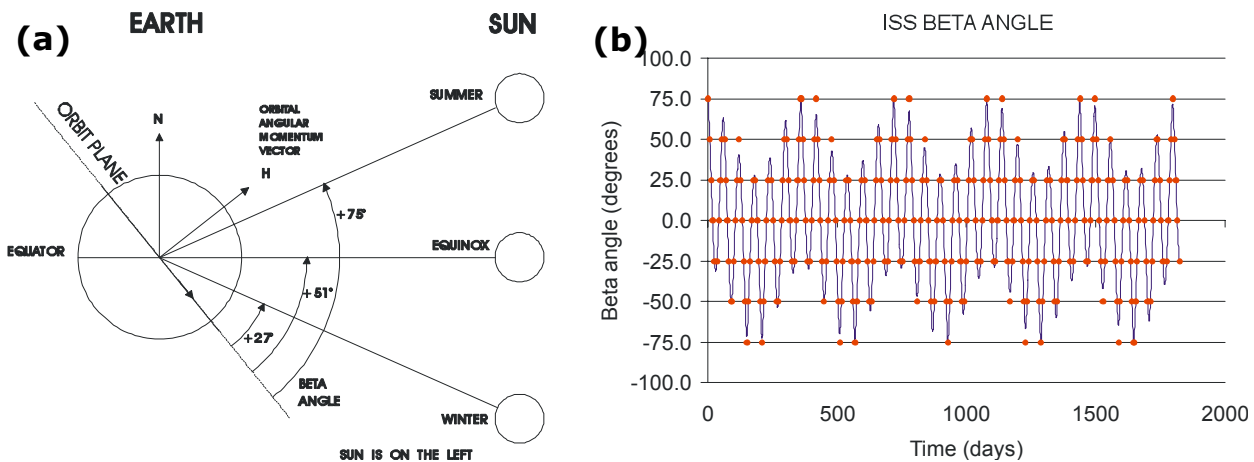 (a)
EARTH
SUN
SUMMER
ORBIT PLANE
N
ORBITAL
ANGULAR
MOMENTUM
VECTOR
H
+75°
EQUATOR
EQUINOX
+51°
+27°
BETA
ANGLE
WINTER
SUN IS ON THE LEFT
(b)
ISS BETA ANGLE
100.0
75.0
50.0
25.0
0.0
-25.0
-50.0
-75.0
-100.0
Beta angle (degrees)
0 500 1000 1500 2000
Time (days)